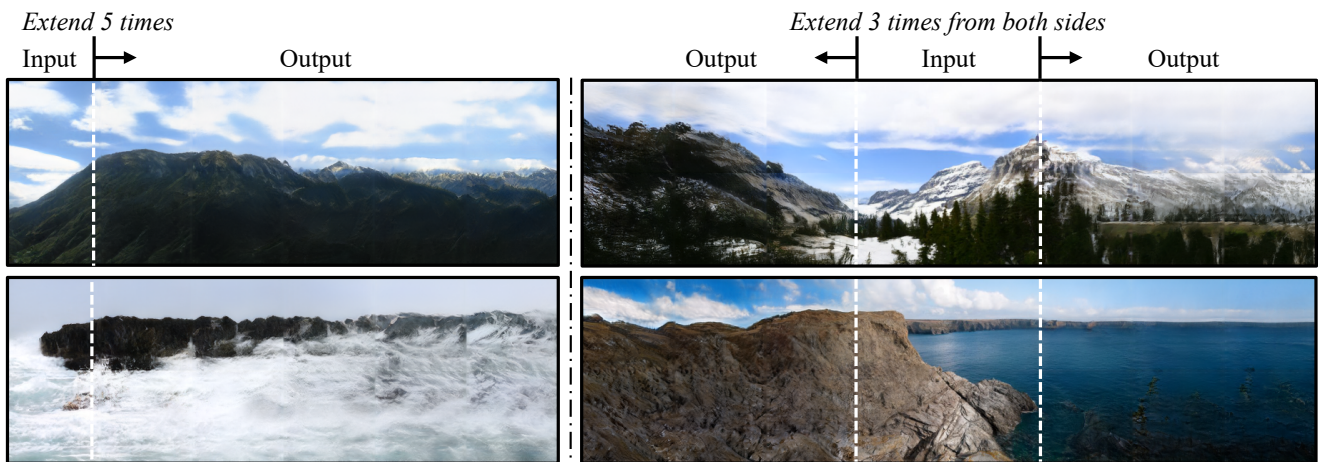 Extend 5 times
Input
Output
Extend 3 times from both sides
Output
Input
Output